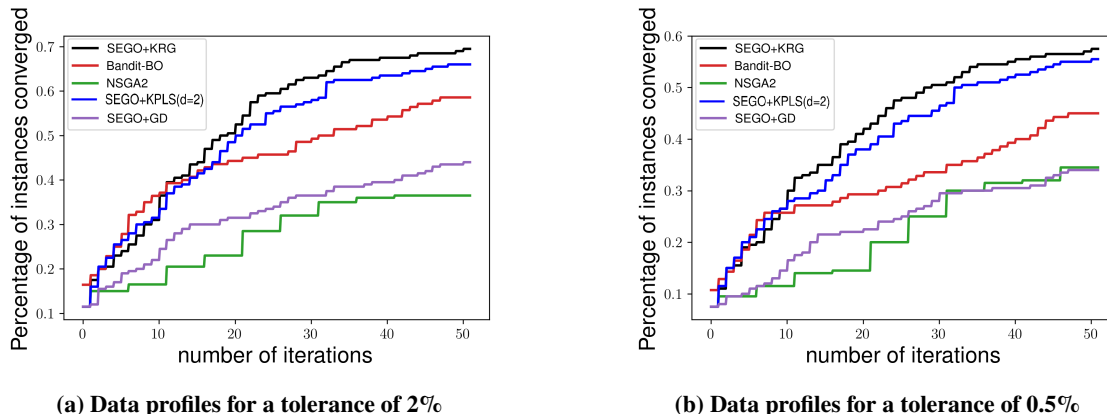 Percentage of instances converged
0.7
0.6
0.5
0.4
0.3
0.2
0.1
SEGO+KRG
Bandit-BO
NSGA2
SEGO+KPLS(d=2)
SEGO+GD
0 10 20 30 40 50
number of iterations
(a) Data profiles for a tolerance of 2%
Percentage of instances converged
0.6
0.5
0.4
0.3
0.2
0.1
SEGO+KRG
Bandit-BO
NSGA2
SEGO+KPLS(d=2)
SEGO+GD
0 10 20 30 40 50
number of iterations
(b) Data profiles for a tolerance of 0.5%